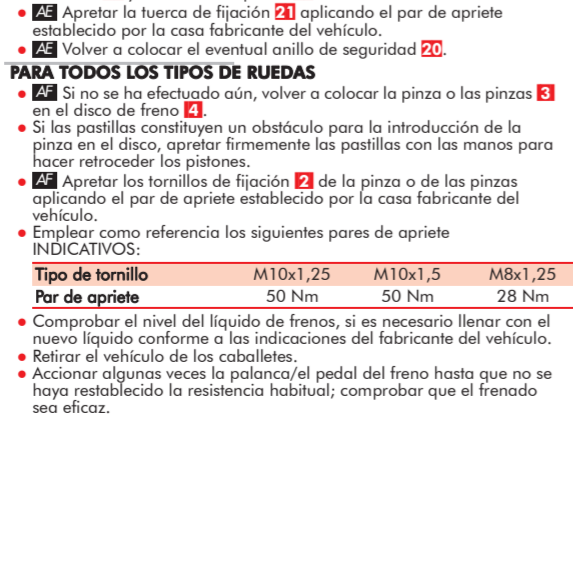 • AE Apretar la tuerca de fijación 21 aplicando el par de apriete
establecido por la casa fabricante del vehículo.
• AE Volver a colocar el eventual anillo de seguridad 20.
PARA TODOS LOS TIPOS DE RUEDAS
• AF Si no se ha efectuado aún, volver a colocar la pinza o las pinzas 3
en el disco de freno 4.
• Si las pastillas constituyen un obstáculo para la introducción de la
pinza en el disco, apretar firmemente las pastillas con las manos para
hacer retroceder los pistones.
• AF Apretar los tornillos de fijación 2 de la pinza o de las pinzas
aplicando el par de apriete establecido por la casa fabricante del
vehículo.
• Emplear como referencia los siguientes pares de apriete
INDICATIVOS:
Tipo de tornillo M10x1,25 M10x1,5 M8x1,25
Par de apriete 50 Nm 50 Nm 28 Nm
• Comprobar el nivel del líquido de frenos, si es necesario llenar con el
nuevo líquido conforme a las indicaciones del fabricante del vehículo.
• Retirar el vehículo de los caballetes.
• Accionar algunas veces la palanca/el pedal del freno hasta que no se
haya restablecido la resistencia habitual; comprobar que el frenado
sea eficaz.